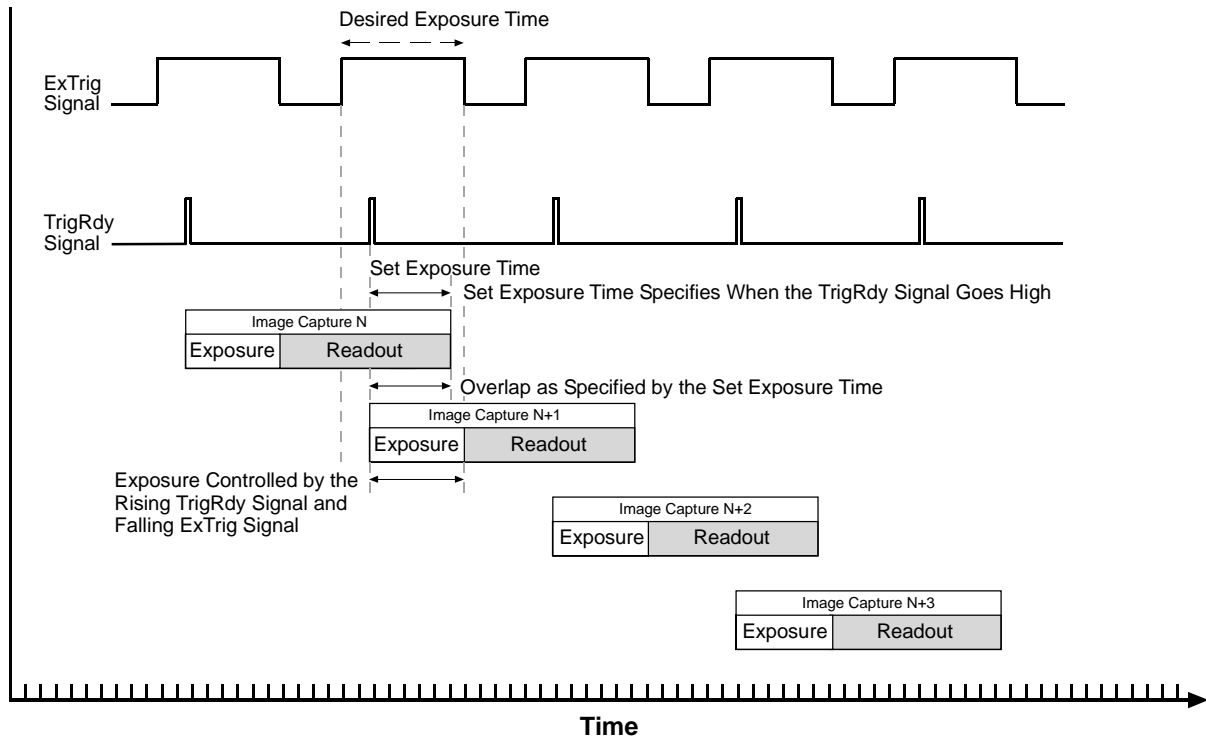 Desired Exposure Time
ExTrig
Signal
TrigRdy
Signal
Set Exposure Time
Set Exposure Time Specifies When the TrigRdy Signal Goes High
Image Capture N
Exposure Readout
Overlap as Specified by the Set Exposure Time
Image Capture N+1
Exposure Readout
Exposure Controlled by the
Rising TrigRdy Signal and
Falling ExTrig Signal
Image Capture N+2
Exposure Readout
Image Capture N+3
Exposure Readout
Time